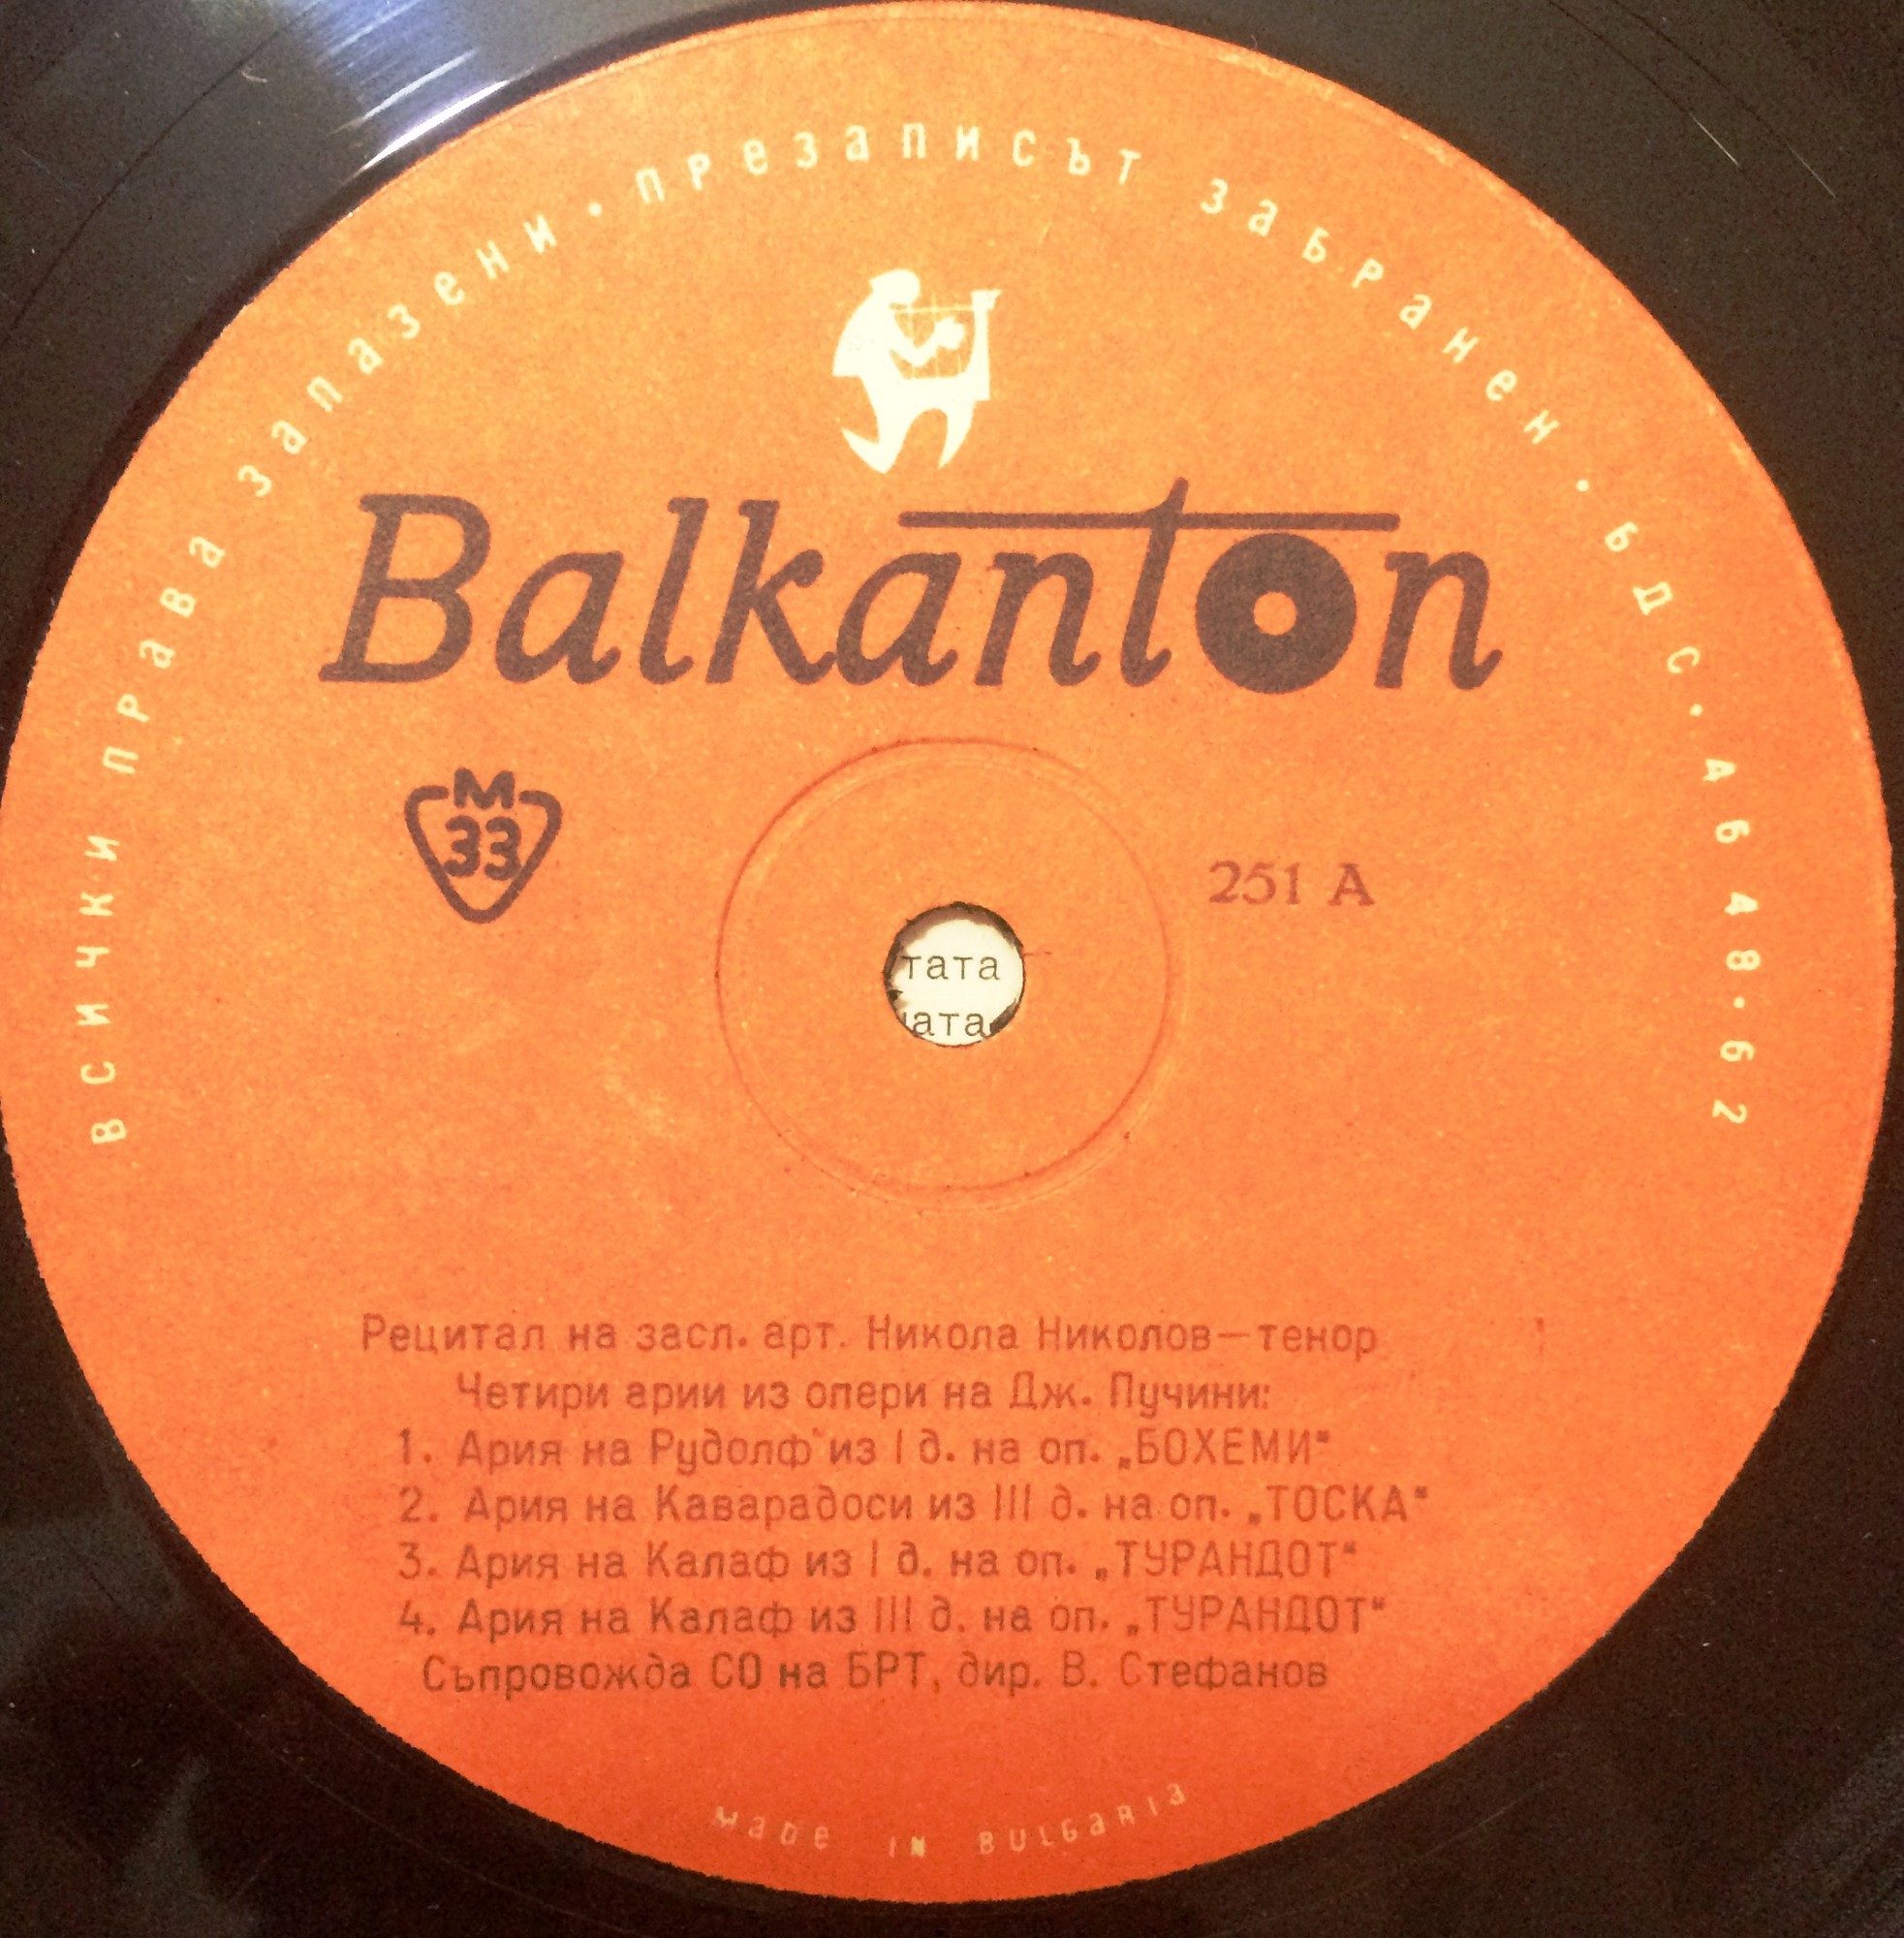 всички права запазени · презаписът забранен · БДС · А6 48 · 62
Balkanton
М
33
251 А
тата
Рецитал на засл. арт. Никола Николов—тенор
Четири арии из опери на Дж. Пучини:
1. Ария на Рудолф из I д. на оп. „БОХЕМИ“
2. Ария на Каварадоси из III д. на оп. „ТОСКА“
3. Ария на Калаф из I д. на оп. „ТУРАНДОТ“
4. Ария на Калаф из III д. на оп. „ТУРАНДОТ“
Съпровожда СО на БРТ, дир. В. Стефанов
MADE IN BULGARIA